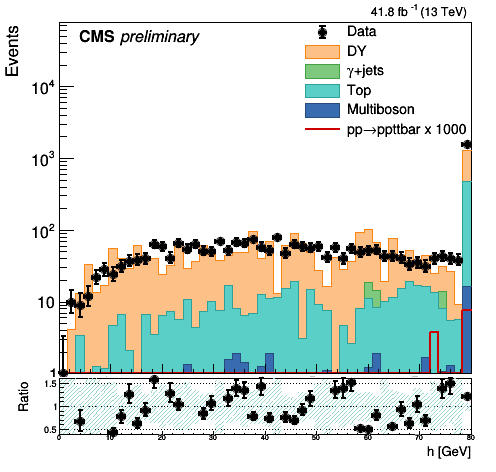 41.8 fb⁻¹ (13 TeV)
CMS preliminary
Events
Data
DY
γ+jets
Top
Multiboson
pp→ppttbar x 1000
10⁴
10³
10²
10
1
Ratio
1.5
1.0
0.5
0 10 20 30 40 50 60 70 80
h [GeV]